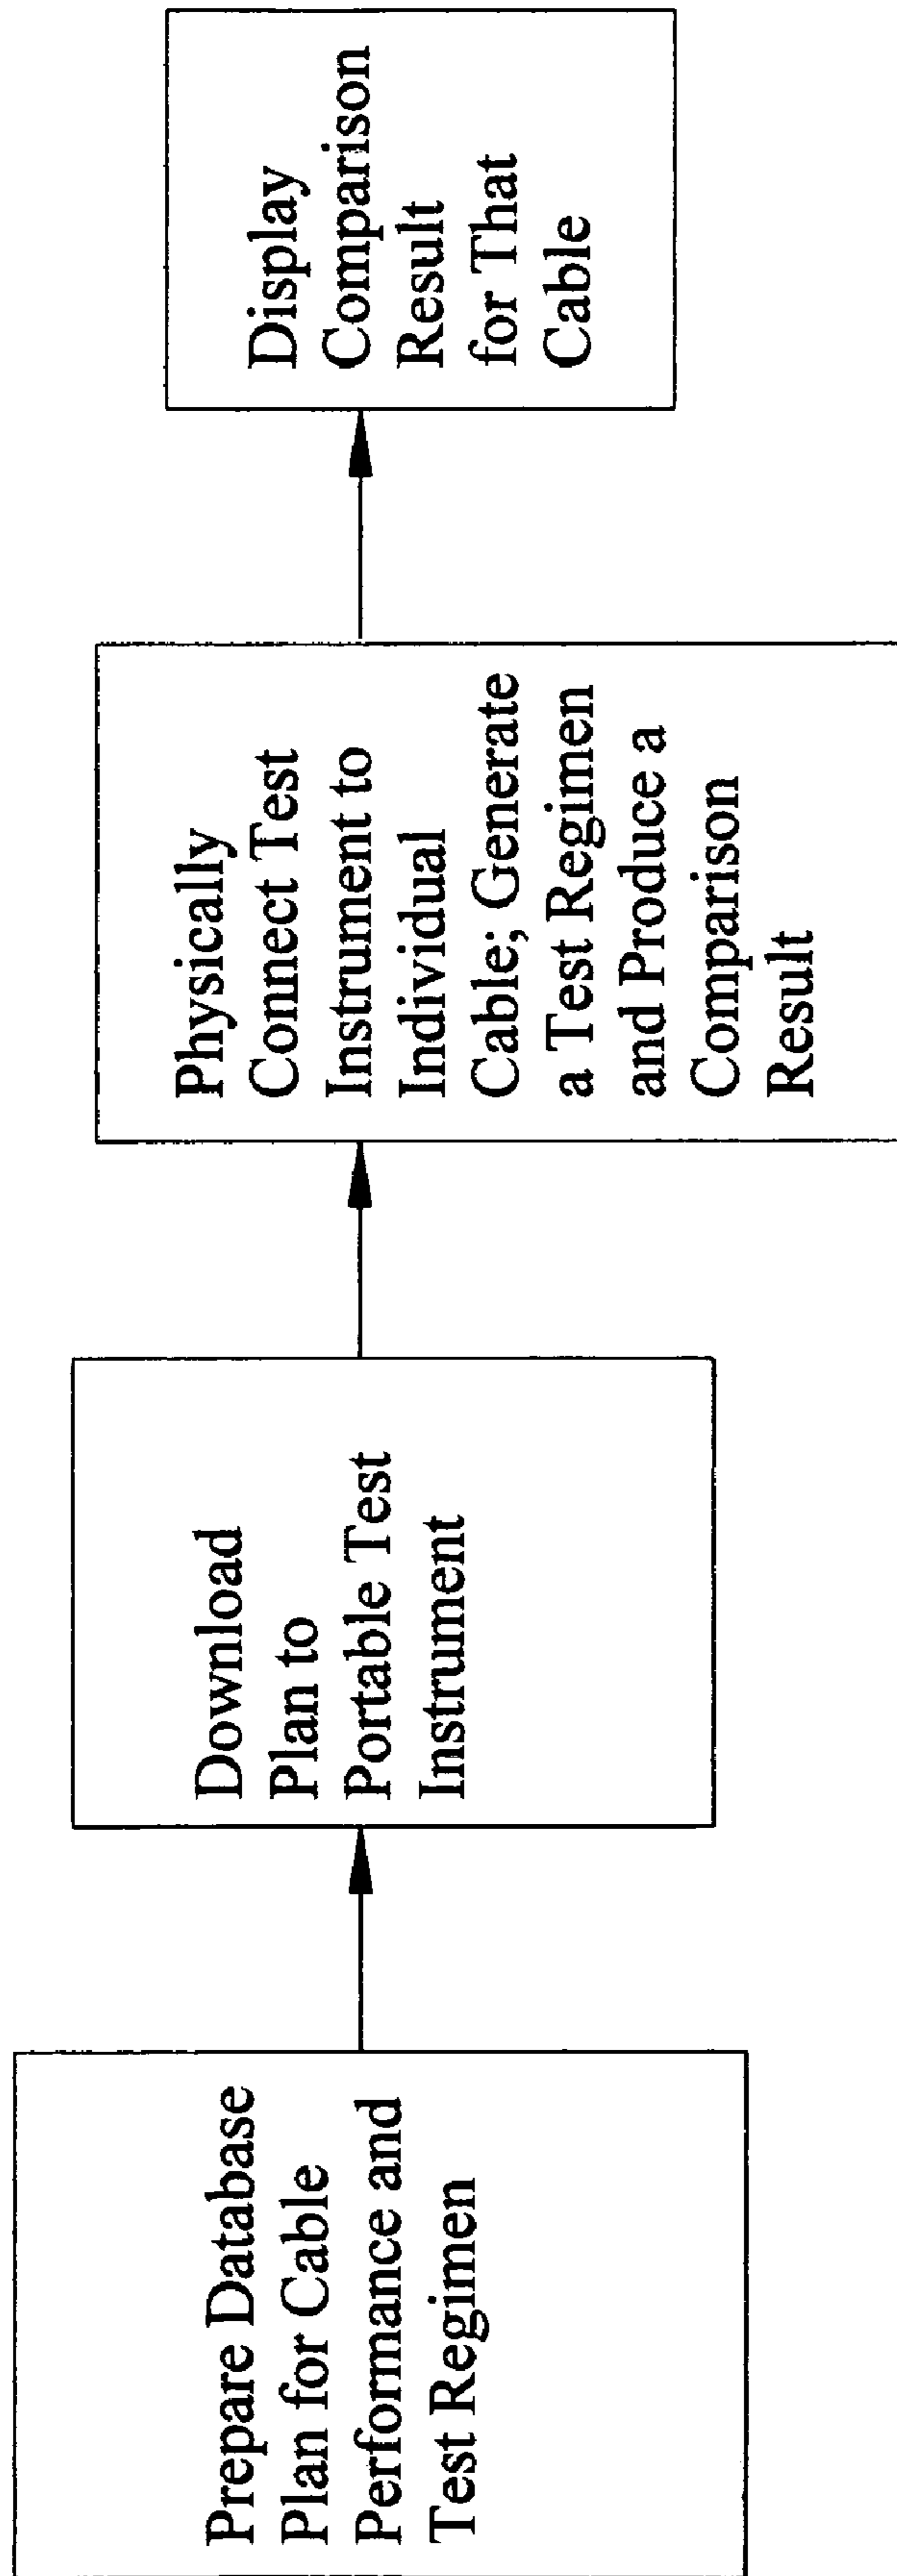 Prepare Database
Plan for Cable
Performance and
Test Regimen
Download
Plan to
Portable Test
Instrument
Physically
Connect Test
Instrument to
Individual
Cable; Generate
a Test Regimen
and Produce a
Comparison
Result
Display
Comparison
Result
for That
Cable